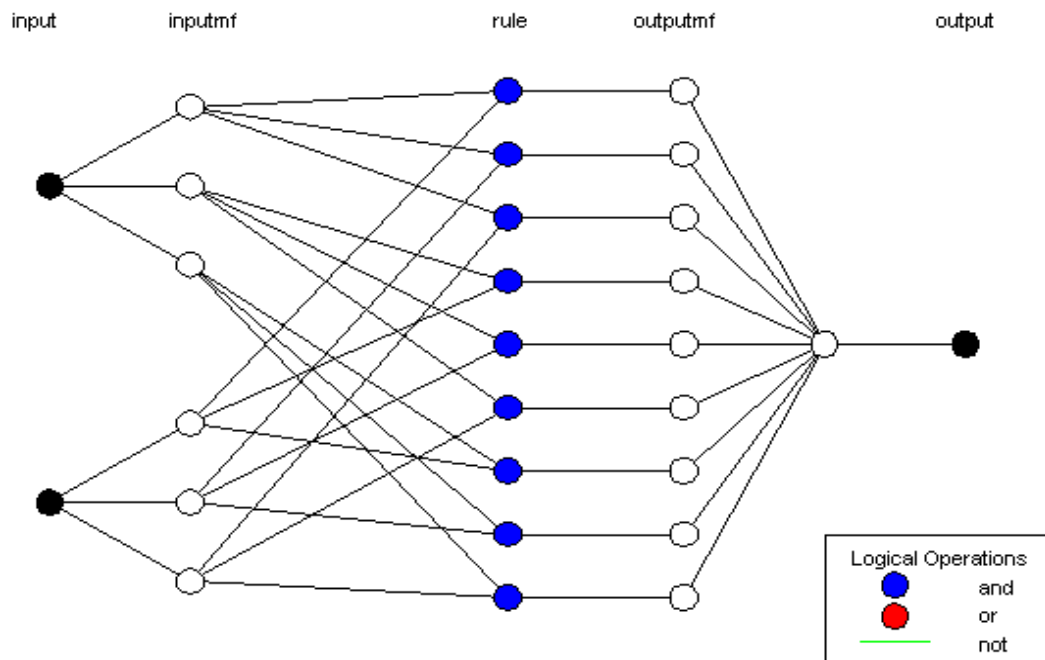 input inputmf rule outputmf output
Logical Operations
and
or
not